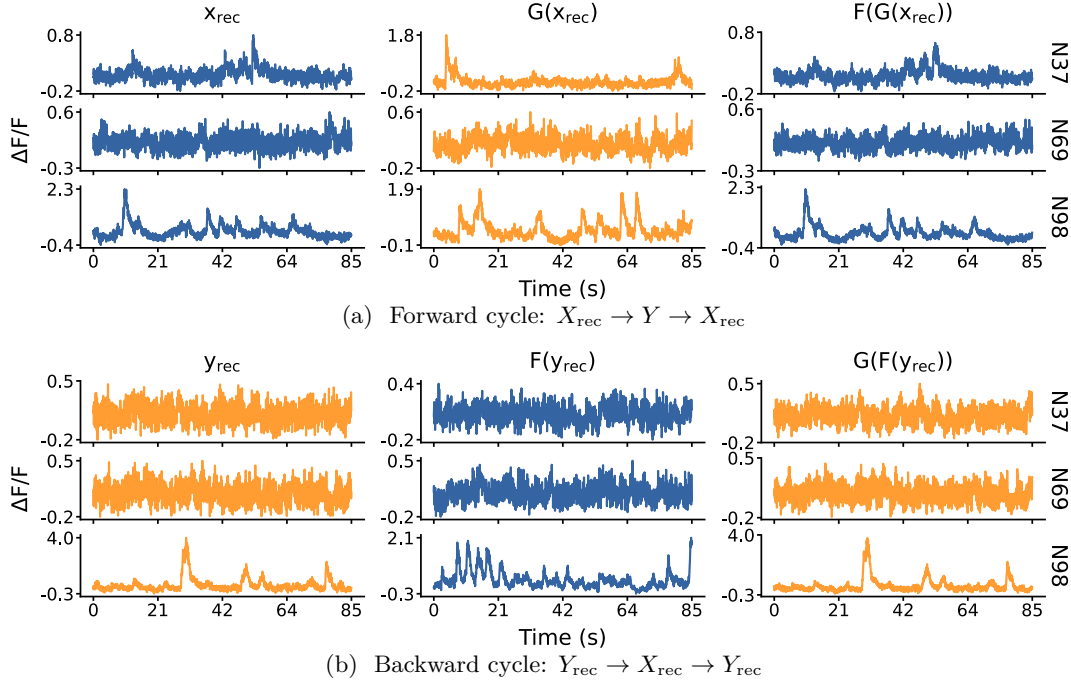 x_rec G(x_rec) F(G(x_rec))
0.8 1.8 0.8
-0.2 -0.2 -0.2
N37
0.6 0.6 0.6
-0.3 -0.2 -0.3
N69
2.3 1.9 2.3
-0.4 -0.1 -0.4
N98
ΔF/F
0 21 42 64 85 0 21 42 64 85 0 21 42 64 85
Time (s)
(a) Forward cycle: X_rec → Y → X_rec
y_rec F(y_rec) G(F(y_rec))
0.5 0.4 0.5
-0.2 -0.2 -0.2
N37
0.5 0.5 0.5
-0.2 -0.2 -0.2
N69
4.0 2.1 4.0
-0.3 -0.3 -0.3
N98
ΔF/F
0 21 42 64 85 0 21 42 64 85 0 21 42 64 85
Time (s)
(b) Backward cycle: Y_rec → X_rec → Y_rec